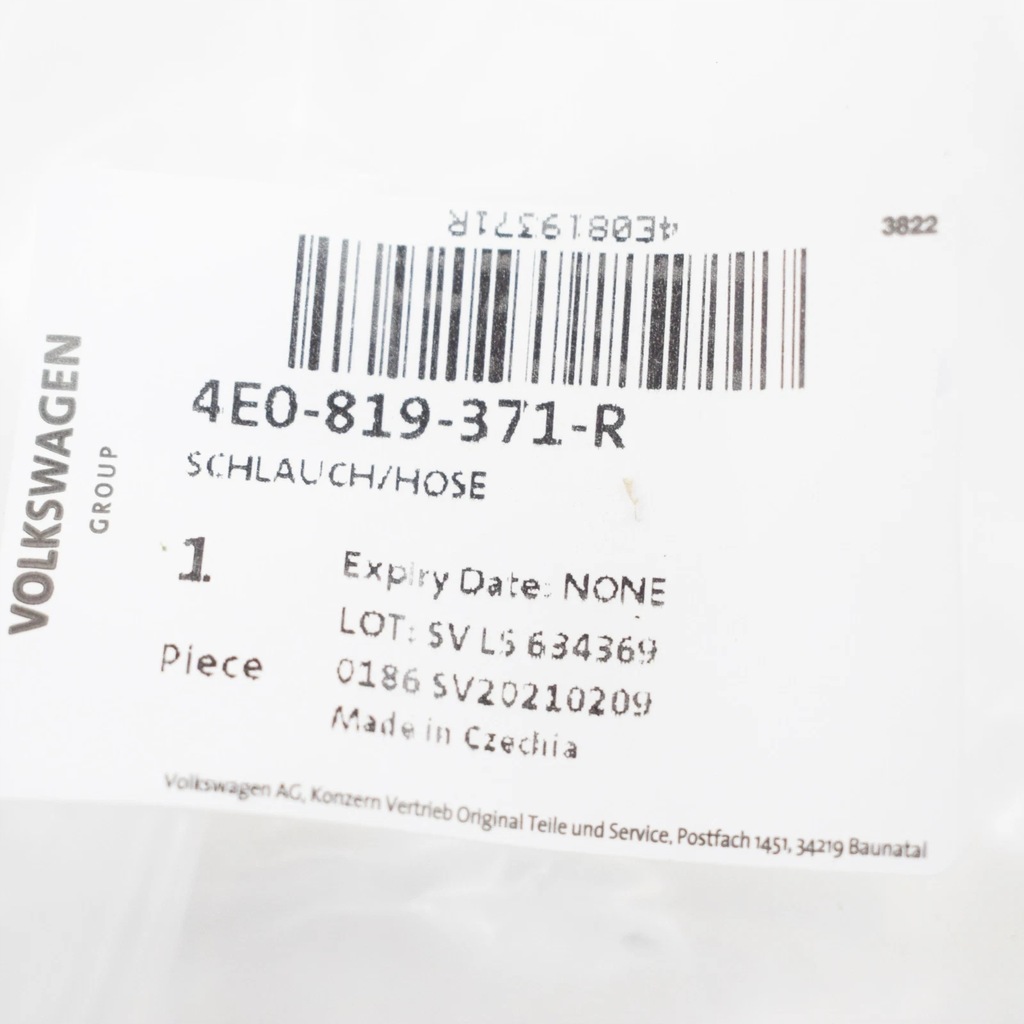 4E0819371R
3822
VOLKSWAGEN
GROUP
4E0-819-371-R
SCHLAUCH/HOSE
1
Piece
Expiry Date: NONE
LOT: SV LS 634369
0186 SV20210209
Made in Czechia
Volkswagen AG, Konzern Vertrieb Original Teile und Service, Postfach 1451, 34219 Baunatal